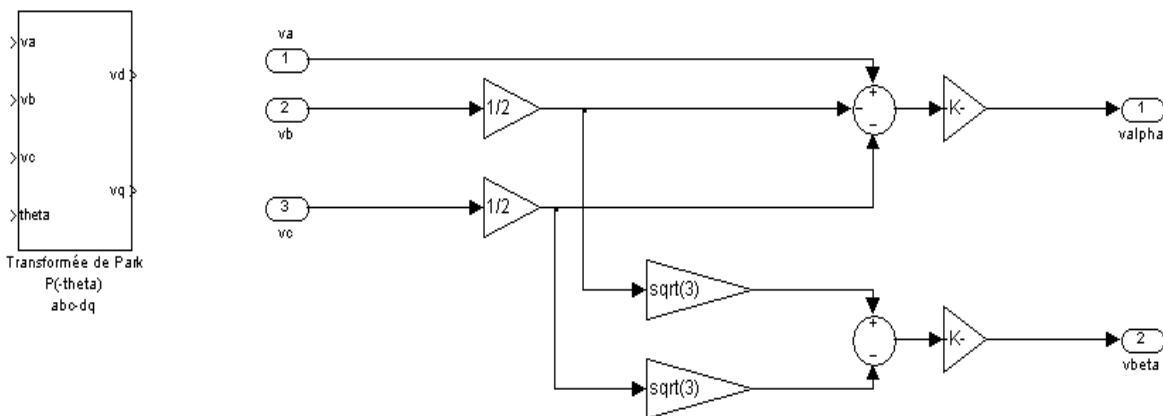 va
vb
vc
theta
vd
vq
Transformée de Park
P(-theta)
abc-dq
va
1
2
vb
3
vc
1/2
1/2
sqrt(3)
sqrt(3)
+
-
-
+
-
-K-
-K-
1
valpha
2
vbeta